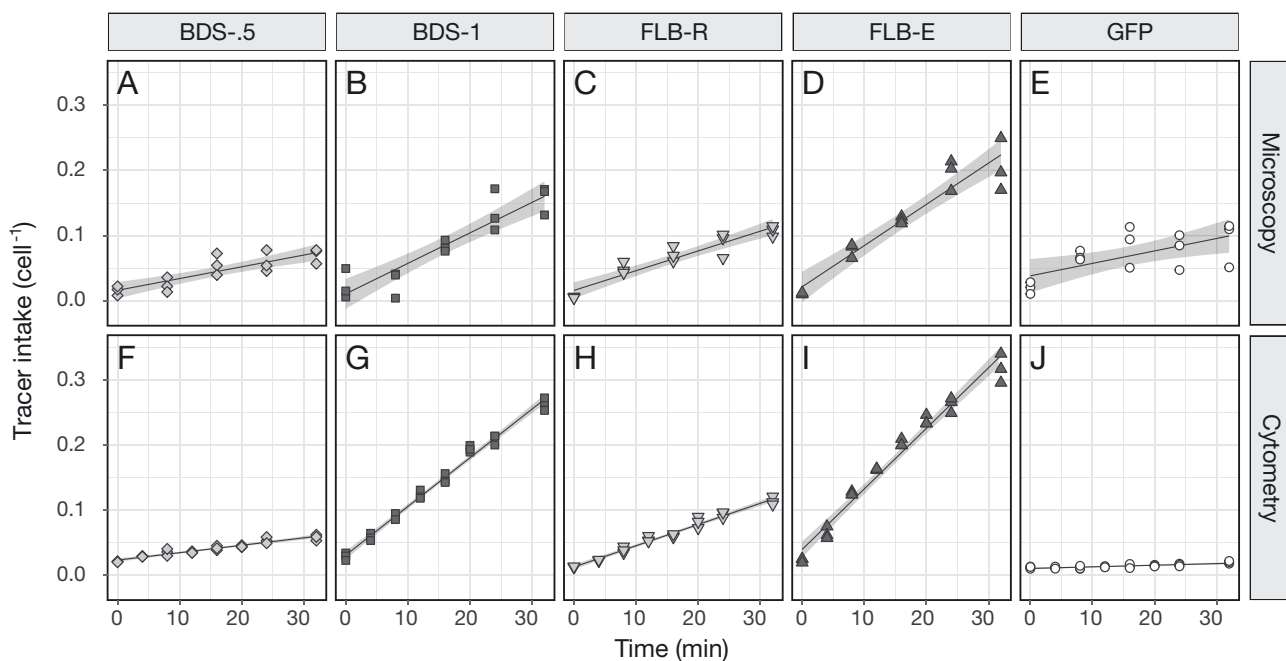 BDS-.5 BDS-1 FLB-R FLB-E GFP
A B C D E
0.3
0.2
0.1
0.0
Microscopy
F G H I J
0.3
0.2
0.1
0.0
Cytometry
Tracer intake (cell⁻¹)
0 10 20 30 0 10 20 30 0 10 20 30 0 10 20 30 0 10 20 30
Time (min)